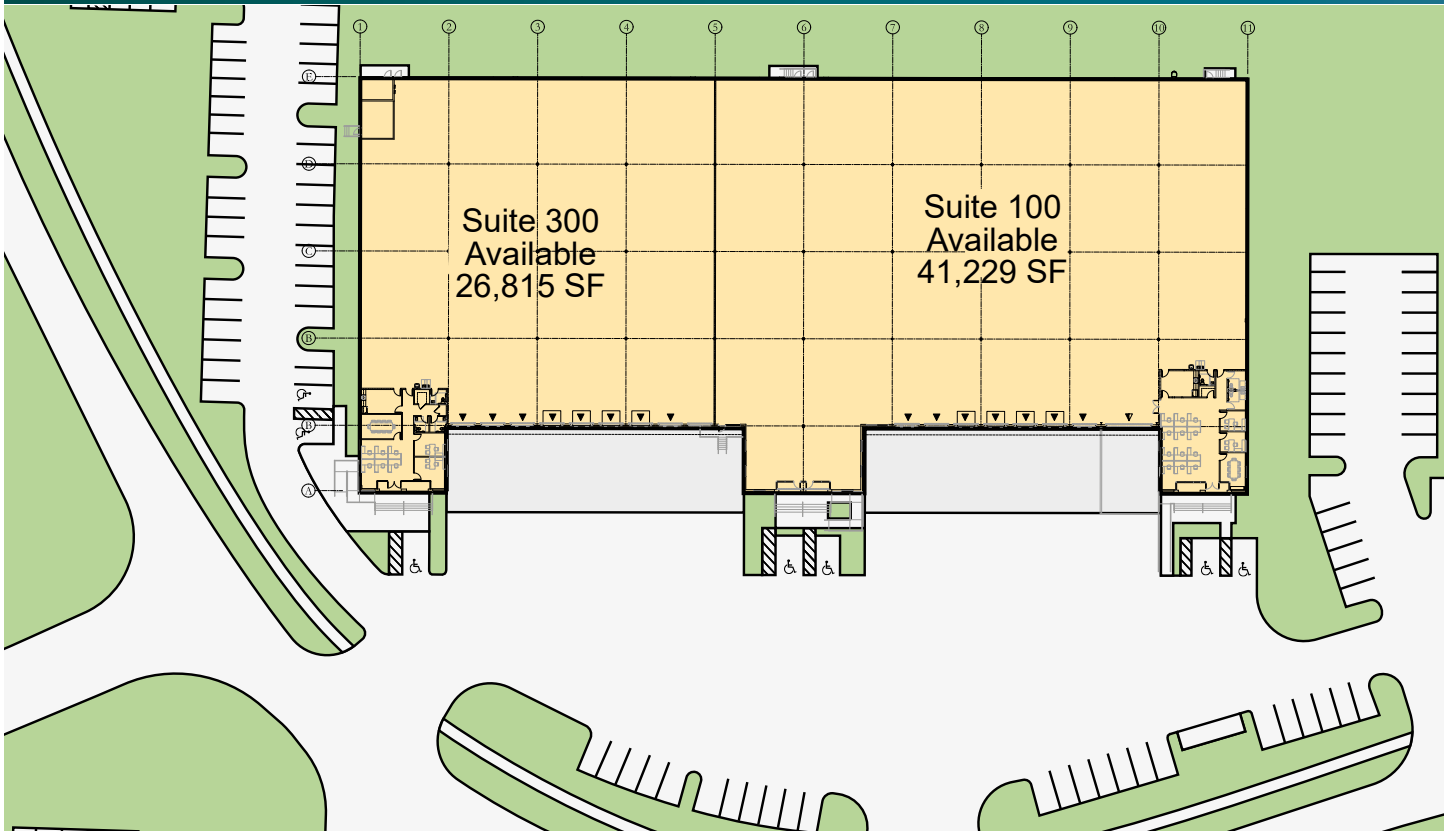 1 2 3 4 5 6 7 8 9 10 11
E
D
C
B
B
A
Suite 300
Available
26,815 SF
Suite 100
Available
41,229 SF